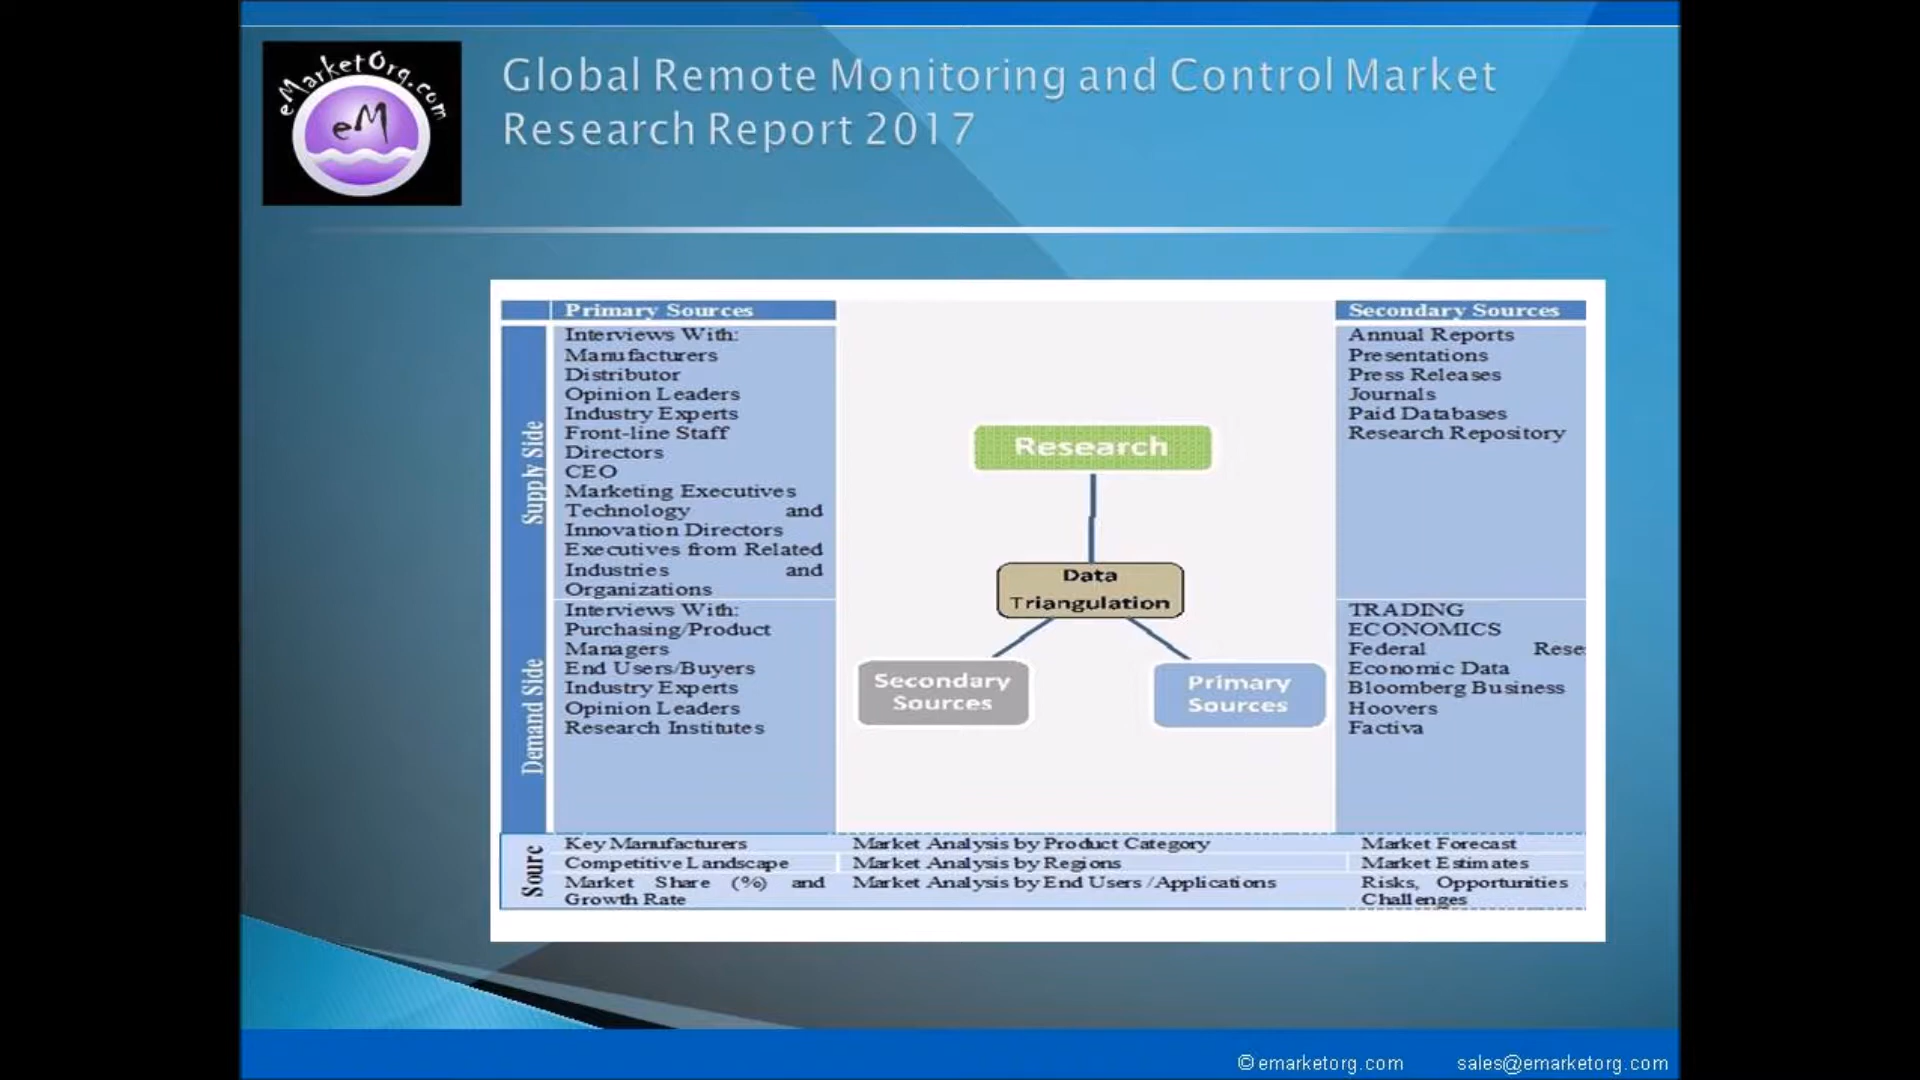 eMarketOrg.com
eM
Global Remote Monitoring and Control Market
Research Report 2017
Primary Sources
Supply Side
Interviews With:
Manufacturers
Distributor
Opinion Leaders
Industry Experts
Front-line Staff
Directors
CEO
Marketing Executives
Technology and
Innovation Directors
Executives from Related
Industries and
Organizations
Demand Side
Interviews With:
Purchasing/Product
Managers
End Users/Buyers
Industry Experts
Opinion Leaders
Research Institutes
Research
Data
Triangulation
Secondary
Sources
Primary
Sources
Secondary Sources
Annual Reports
Presentations
Press Releases
Journals
Paid Databases
Research Repository
TRADING
ECONOMICS
Federal Rese
Economic Data
Bloomberg Business
Hoovers
Factiva
Sourc
Key Manufacturers
Competitive Landscape
Market Share (%) and
Growth Rate
Market Analysis by Product Category
Market Analysis by Regions
Market Analysis by End Users /Applications
Market Forecast
Market Estimates
Risks, Opportunities
Challenges
© emarketorg.com sales@emarketorg.com